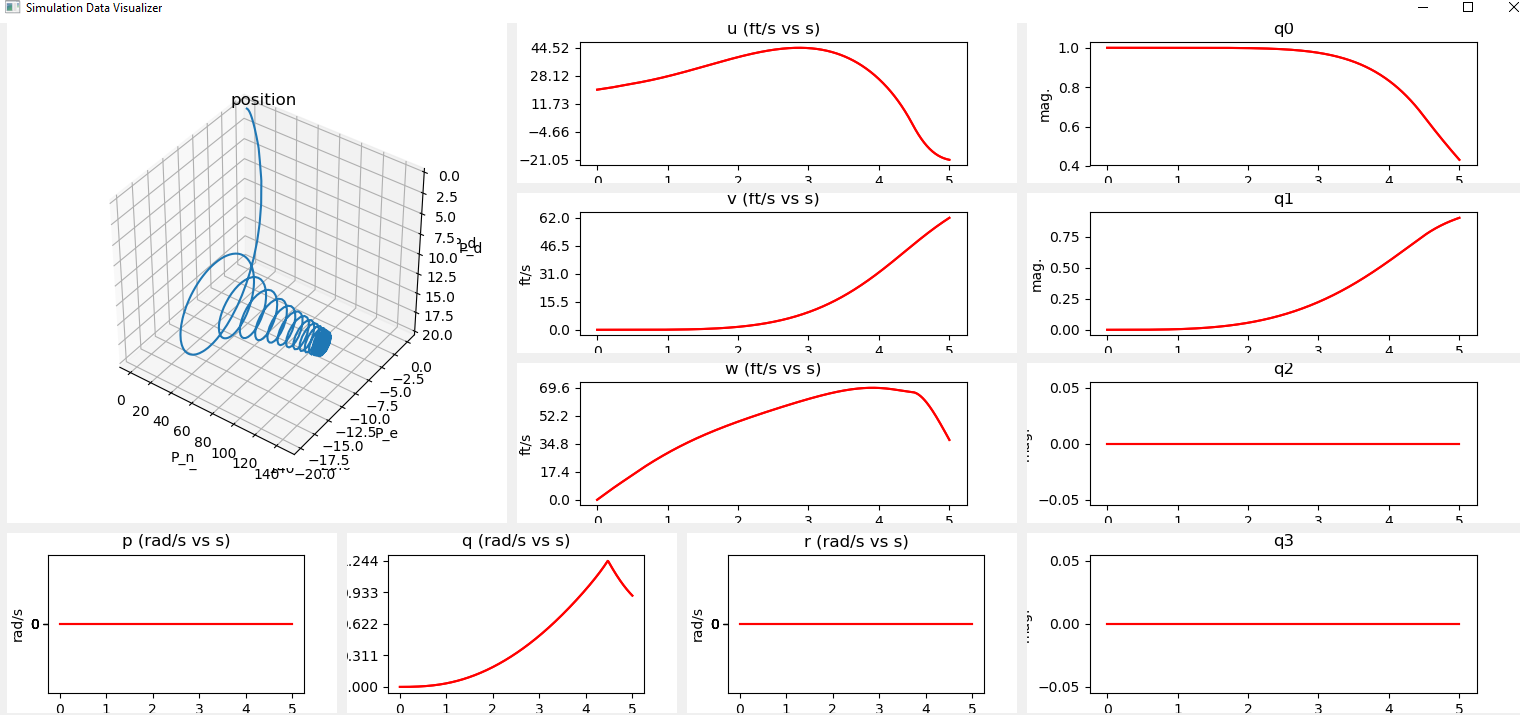 Simulation Data Visualizer
position
0.0
2.5
5.0
7.5
10.0
12.5
15.0
17.5
20.0
P_d
0.0
−2.5
−5.0
−7.5
−10.0
−12.5
−15.0
−17.5
−20.0
P_e
0
20
40
60
80
100
120
140
P_n
u (ft/s vs s)
44.52
28.12
11.73
−4.66
−21.05
0 1 2 3 4 5
q0
mag.
1.0
0.8
0.6
0.4
0 1 2 3 4 5
v (ft/s vs s)
ft/s
62.0
46.5
31.0
15.5
0.0
0 1 2 3 4 5
q1
mag.
0.75
0.50
0.25
0.00
0 1 2 3 4 5
w (ft/s vs s)
ft/s
69.6
52.2
34.8
17.4
0.0
0 1 2 3 4 5
q2
mag.
0.05
0.00
−0.05
0 1 2 3 4 5
p (rad/s vs s)
rad/s
0
0 1 2 3 4 5
q (rad/s vs s)
.244
.933
.622
.311
.000
0 1 2 3 4 5
r (rad/s vs s)
rad/s
0
0 1 2 3 4 5
q3
mag.
0.05
0.00
−0.05
0 1 2 3 4 5